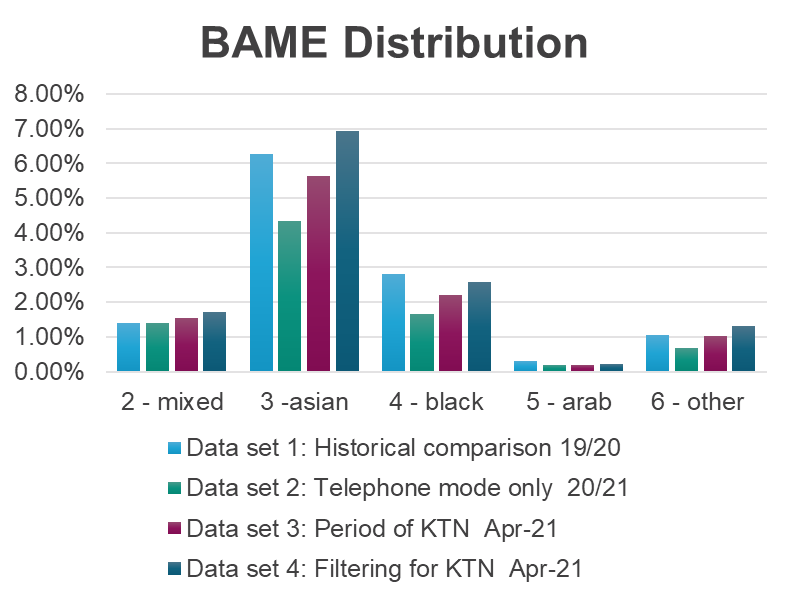 BAME Distribution
8.00%
7.00%
6.00%
5.00%
4.00%
3.00%
2.00%
1.00%
0.00%
2 - mixed 3 -asian 4 - black 5 - arab 6 - other
Data set 1: Historical comparison 19/20
Data set 2: Telephone mode only  20/21
Data set 3: Period of KTN  Apr-21
Data set 4: Filtering for KTN  Apr-21